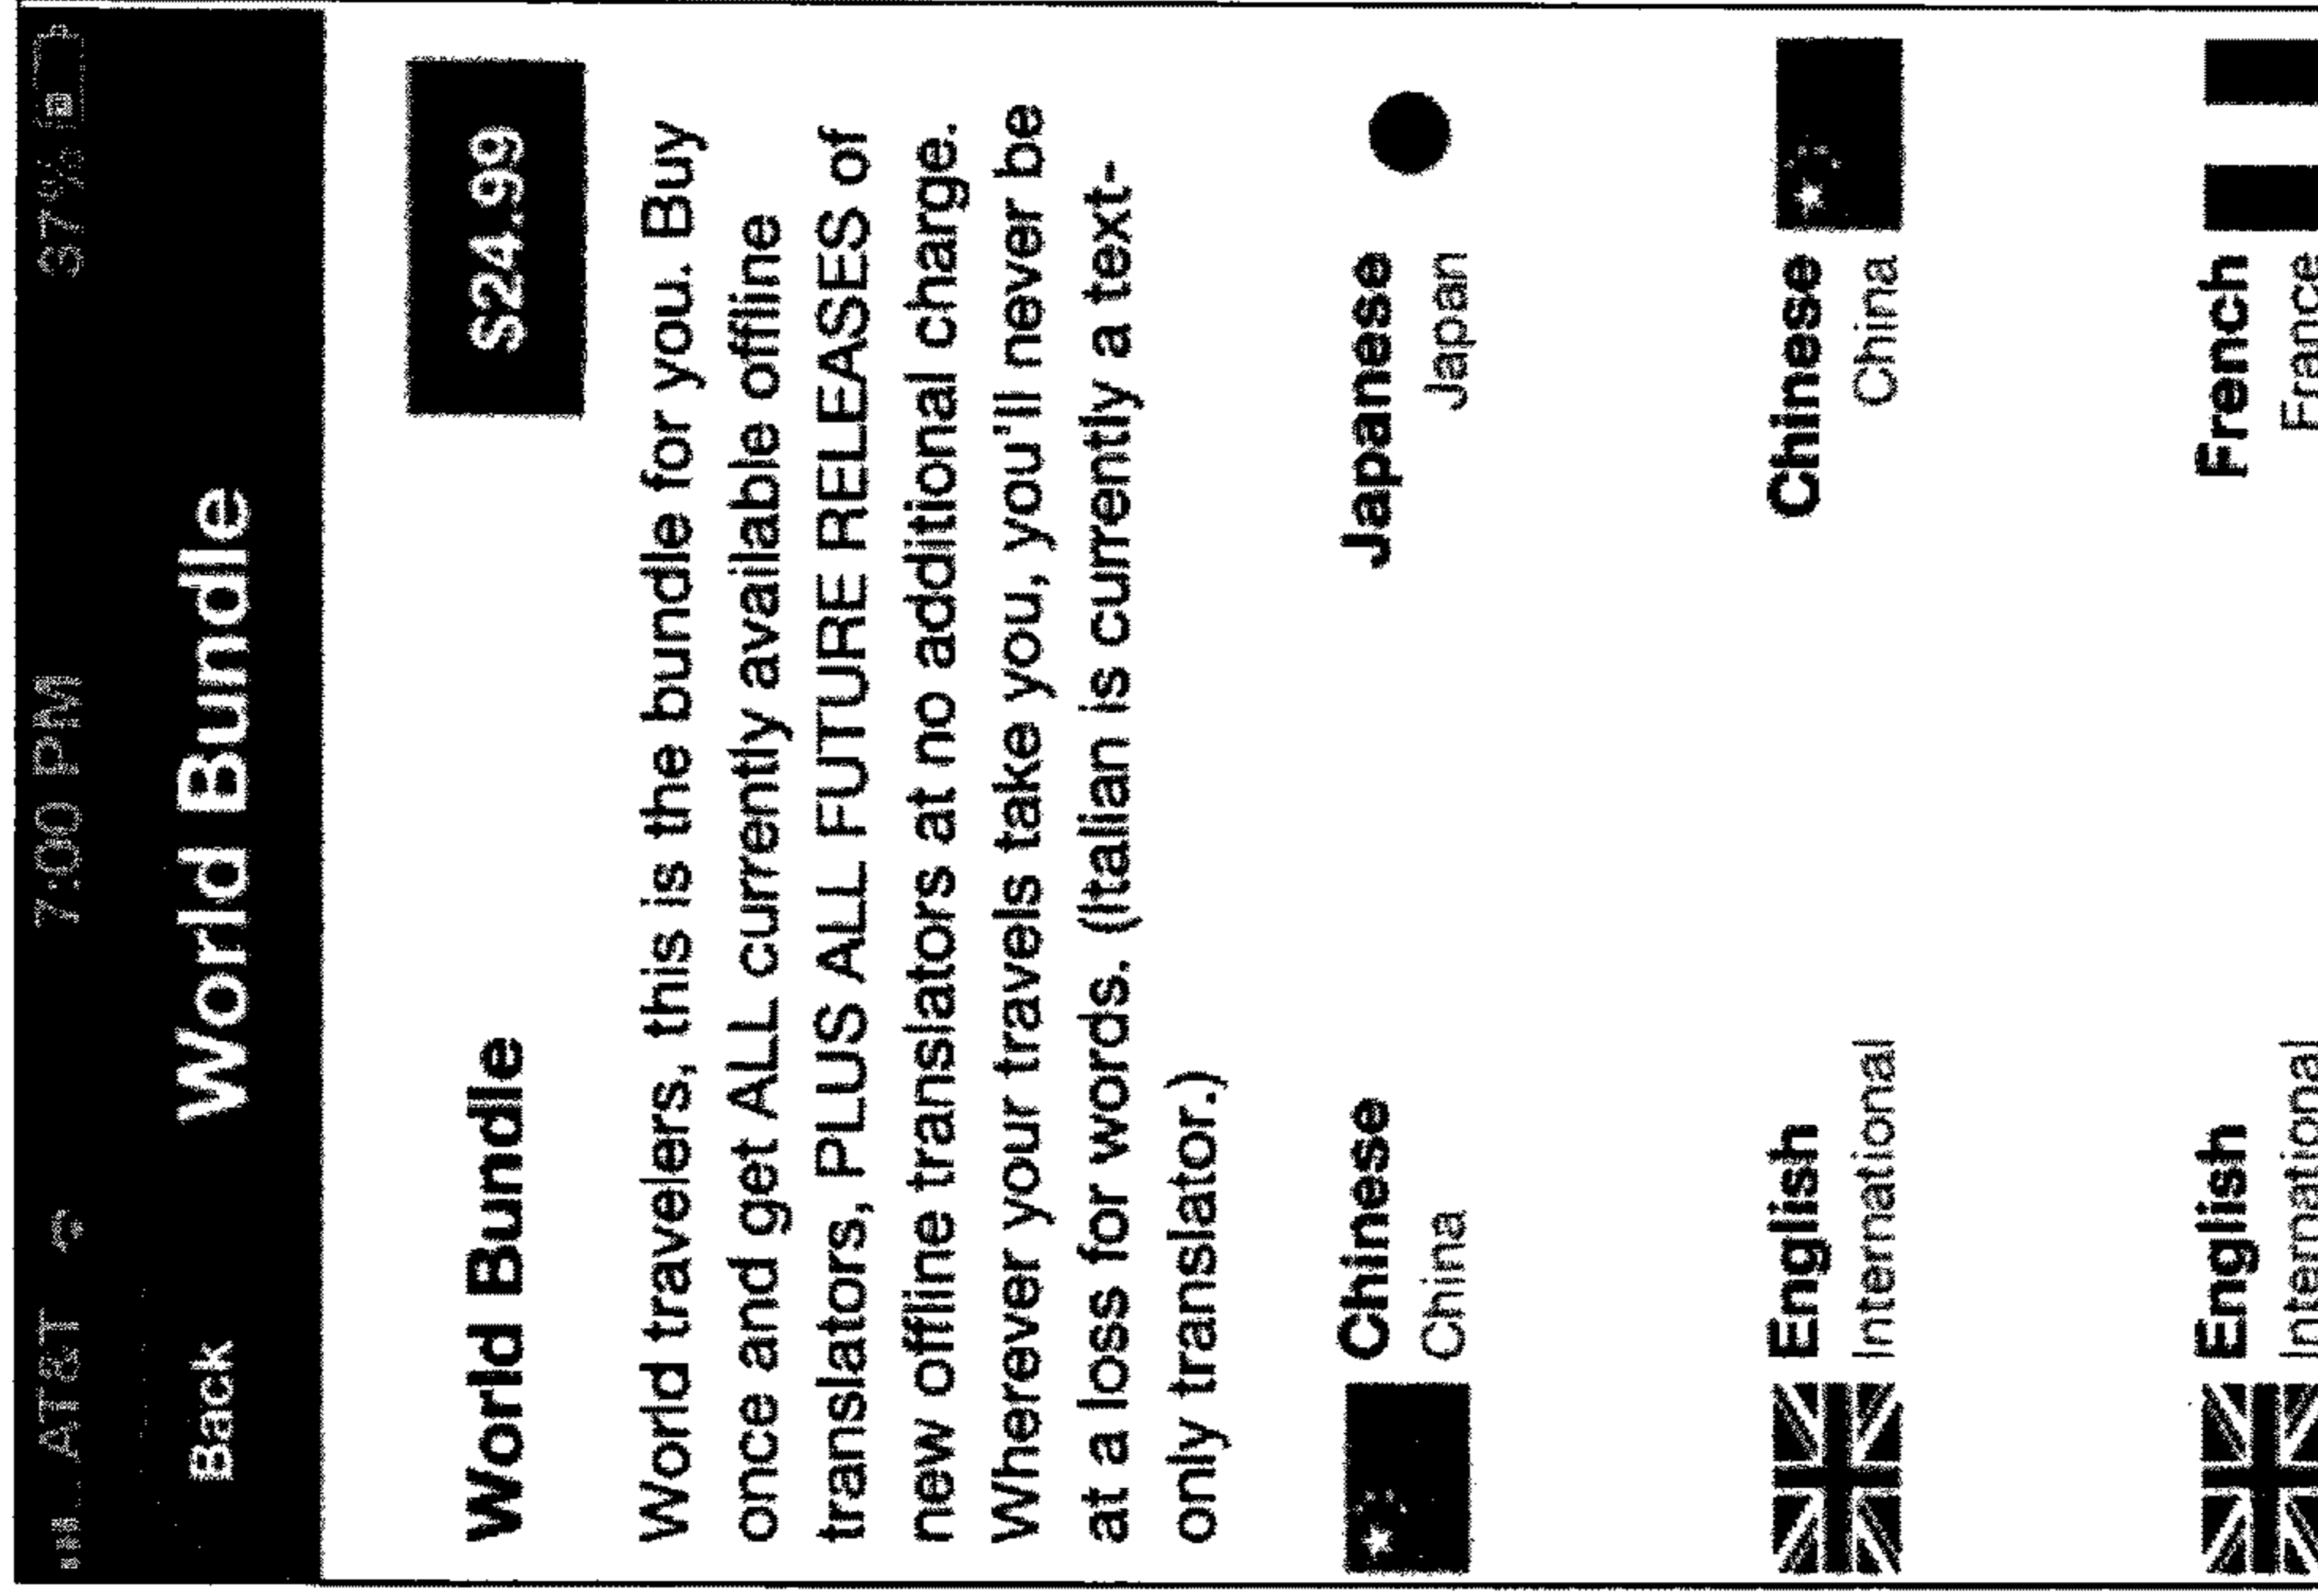 AT&T 7:00 PM 37%
Back World Bundle
World Bundle $24.99
World travelers, this is the bundle for you. Buy
once and get ALL currently available offline
translators, PLUS ALL FUTURE RELEASES of
new offline translators at no additional charge.
Wherever your travels take you, you'll never be
at a loss for words. (Italian is currently a text-
only translator.)
Chinese Japanese
China Japan
English Chinese
International China
English French
International France